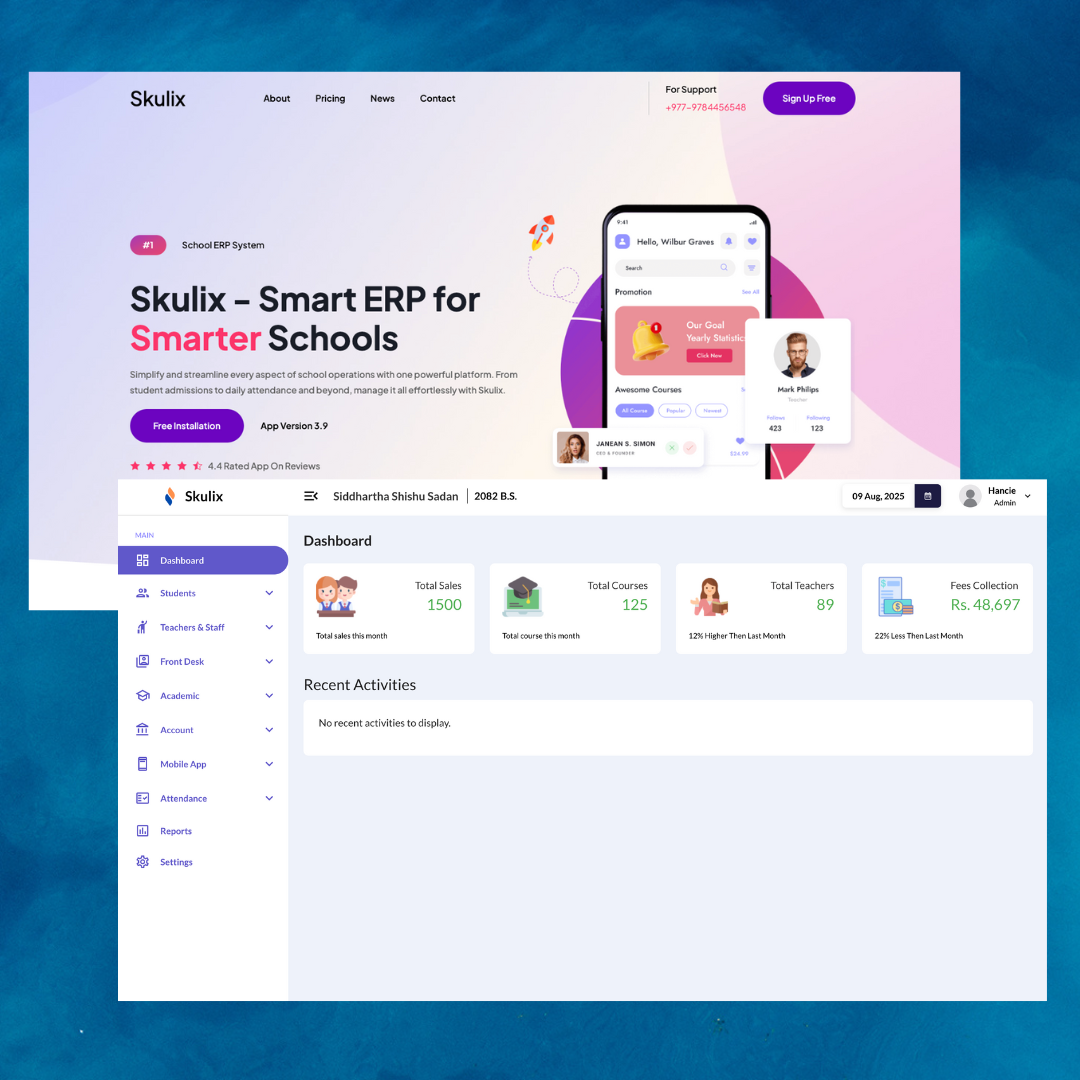 Skulix
About
Pricing
News
Contact
For Support
+977-9784456548
Sign Up Free
#1
School ERP System
Skulix - Smart ERP for
Smarter Schools
Simplify and streamline every aspect of school operations with one powerful platform. From
student admissions to daily attendance and beyond, manage it all effortlessly with Skulix.
Free Installation
App Version 3.9
4.4 Rated App On Reviews
9:41
Hello, Wilbur Graves
Search
Promotion
See All
Our Goal
Yearly Statistics
Click Now
Awesome Courses
All Course
Popular
Newest
$24.99
Mark Philips
Teacher
Follows
Following
423
123
JANEAN S. SIMON
CEO & FOUNDER
Skulix
Siddhartha Shishu Sadan
2082 B.S.
09 Aug, 2025
Hancie
Admin
MAIN
Dashboard
Students
Teachers & Staff
Front Desk
Academic
Account
Mobile App
Attendance
Reports
Settings
Dashboard
Total Sales
1500
Total sales this month
Total Courses
125
Total course this month
Total Teachers
89
12% Higher Then Last Month
Fees Collection
Rs. 48,697
22% Less Then Last Month
Recent Activities
No recent activities to display.